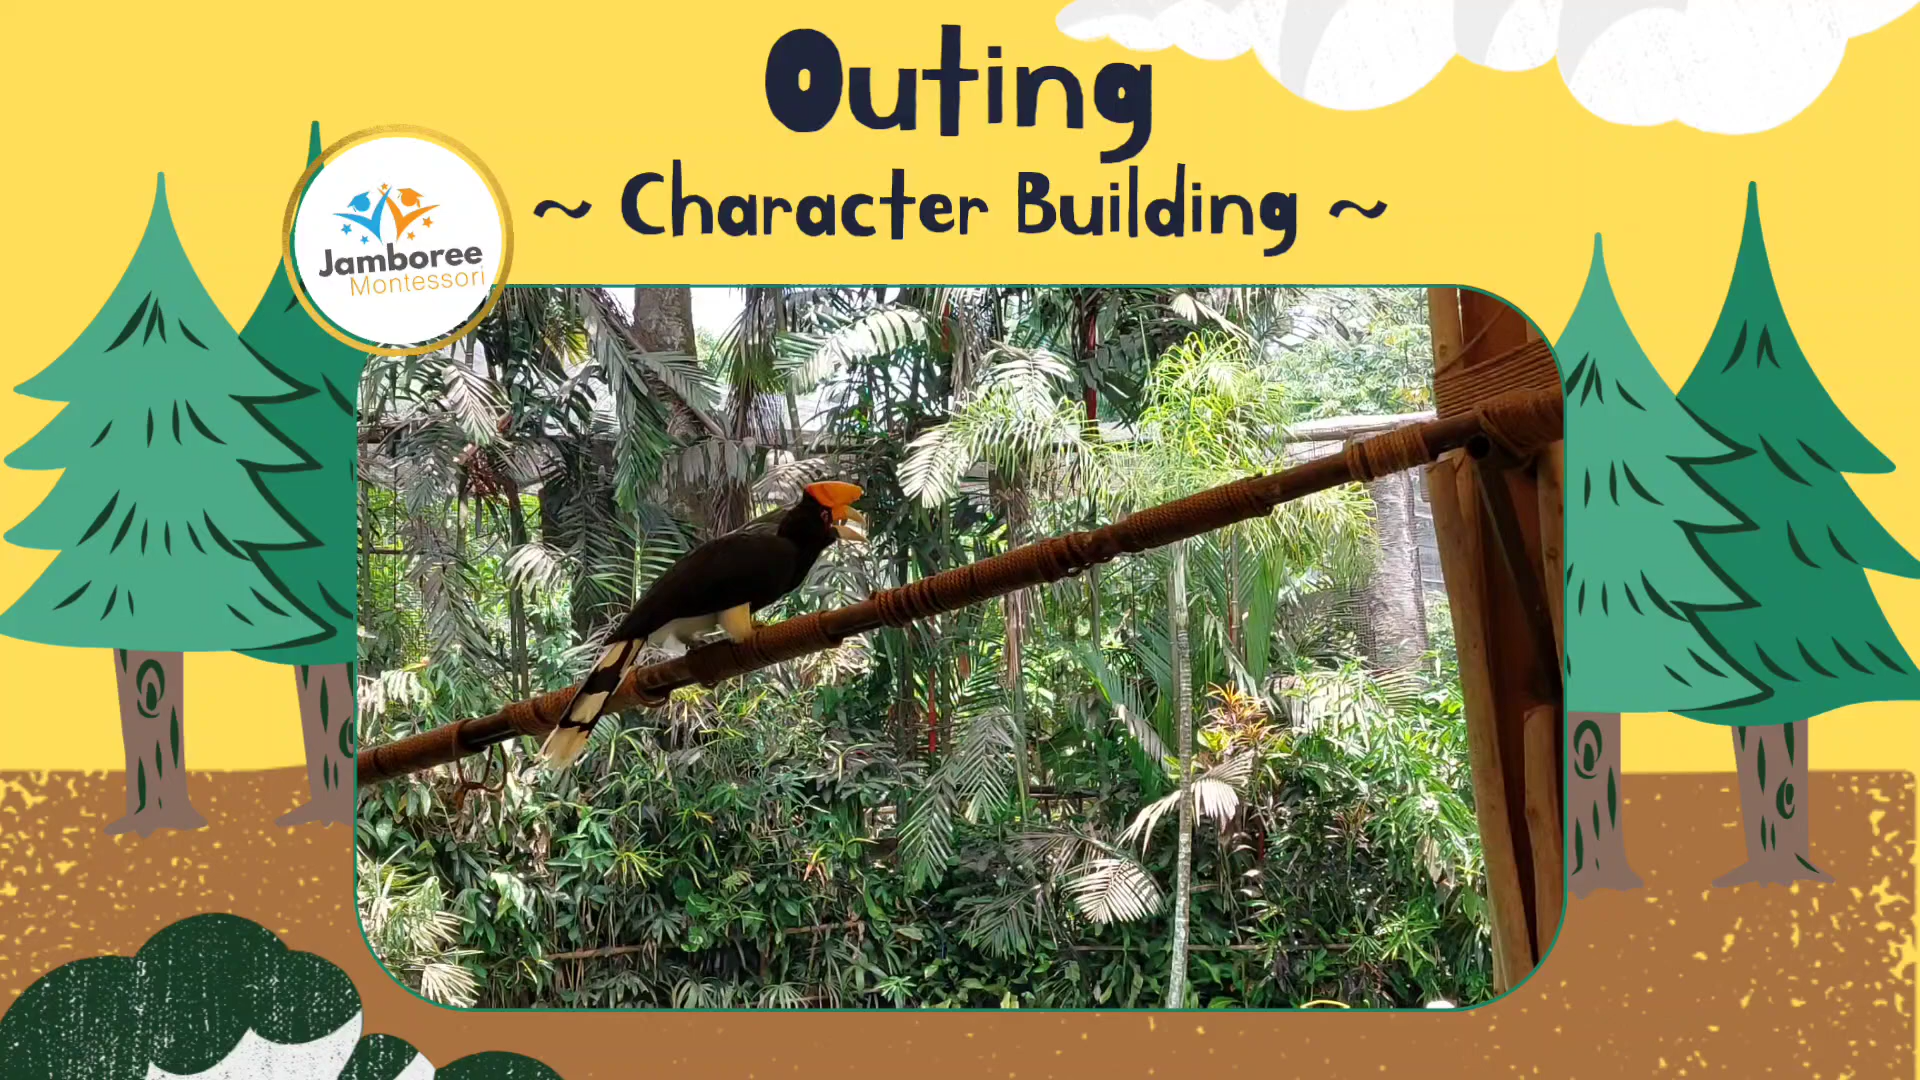 Outing
~ Character Building ~
Jamboree
Montessori